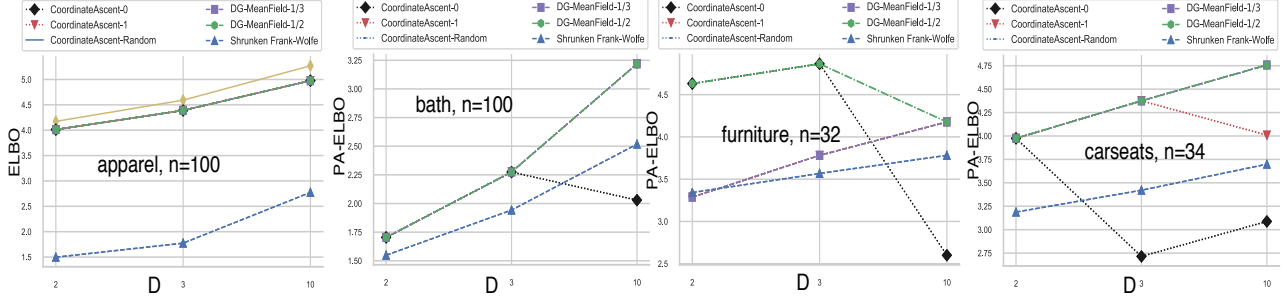 CoordinateAscent-0 DG-MeanField-1/3
CoordinateAscent-1 DG-MeanField-1/2
CoordinateAscent-Random Shrunken Frank-Wolfe
5.0
4.5
4.0
3.5
3.0
2.5
2.0
1.5
ELBO
apparel, n=100
2 3 10
D
CoordinateAscent-0 DG-MeanField-1/3
CoordinateAscent-1 DG-MeanField-1/2
CoordinateAscent-Random Shrunken Frank-Wolfe
3.25
3.00
2.75
2.50
2.25
2.00
1.75
1.50
PA-ELBO
bath, n=100
2 3 10
D
CoordinateAscent-0 DG-MeanField-1/3
CoordinateAscent-1 DG-MeanField-1/2
CoordinateAscent-Random Shrunken Frank-Wolfe
4.5
4.0
3.5
3.0
2.5
PA-ELBO
furniture, n=32
2 3 10
D
CoordinateAscent-0 DG-MeanField-1/3
CoordinateAscent-1 DG-MeanField-1/2
CoordinateAscent-Random Shrunken Frank-Wolfe
4.75
4.50
4.25
4.00
3.75
3.50
3.25
3.00
2.75
PA-ELBO
carseats, n=34
2 3 10
D